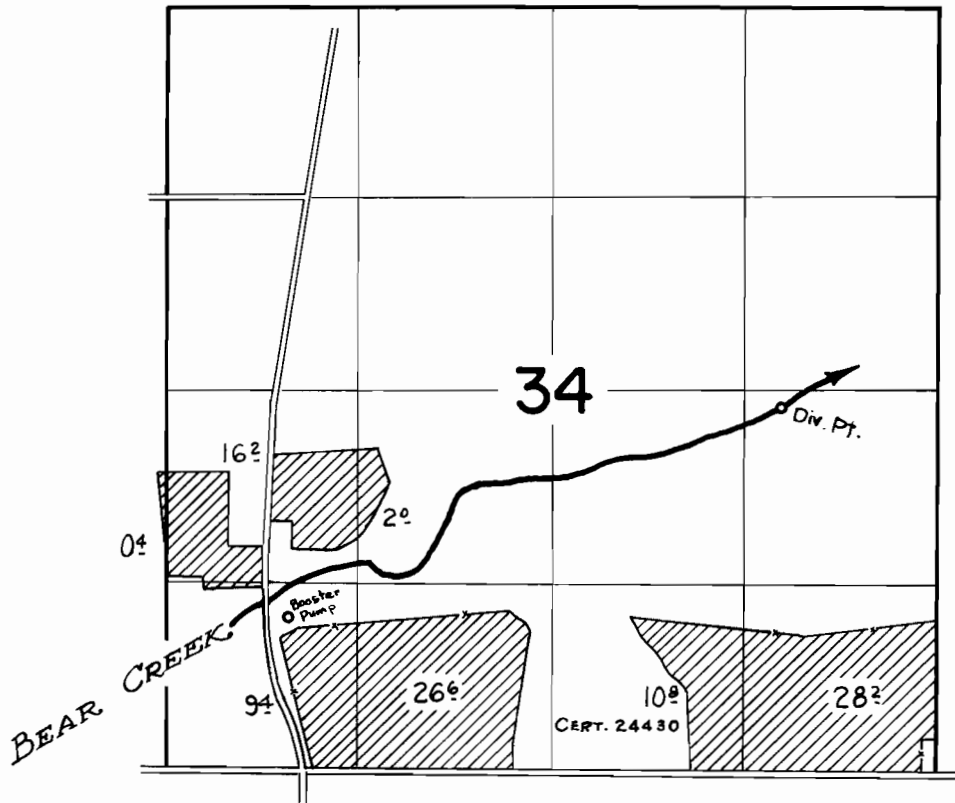 34
Div. Pt.
16 2
2 0
0 4
Booster
Pump
BEAR CREEK
9 4
26 6
10 8
CERT. 24430
28 2